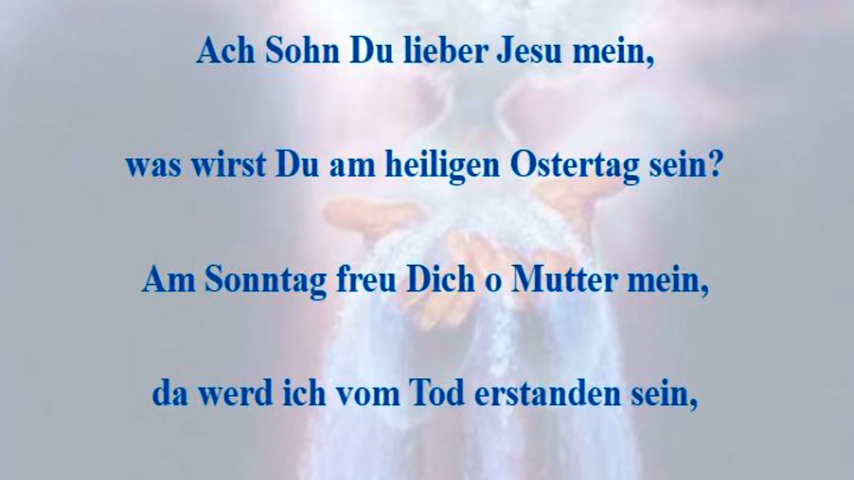 Ach Sohn Du lieber Jesu mein,
was wirst Du am heiligen Ostertag sein?
Am Sonntag freu Dich o Mutter mein,
da werd ich vom Tod erstanden sein,